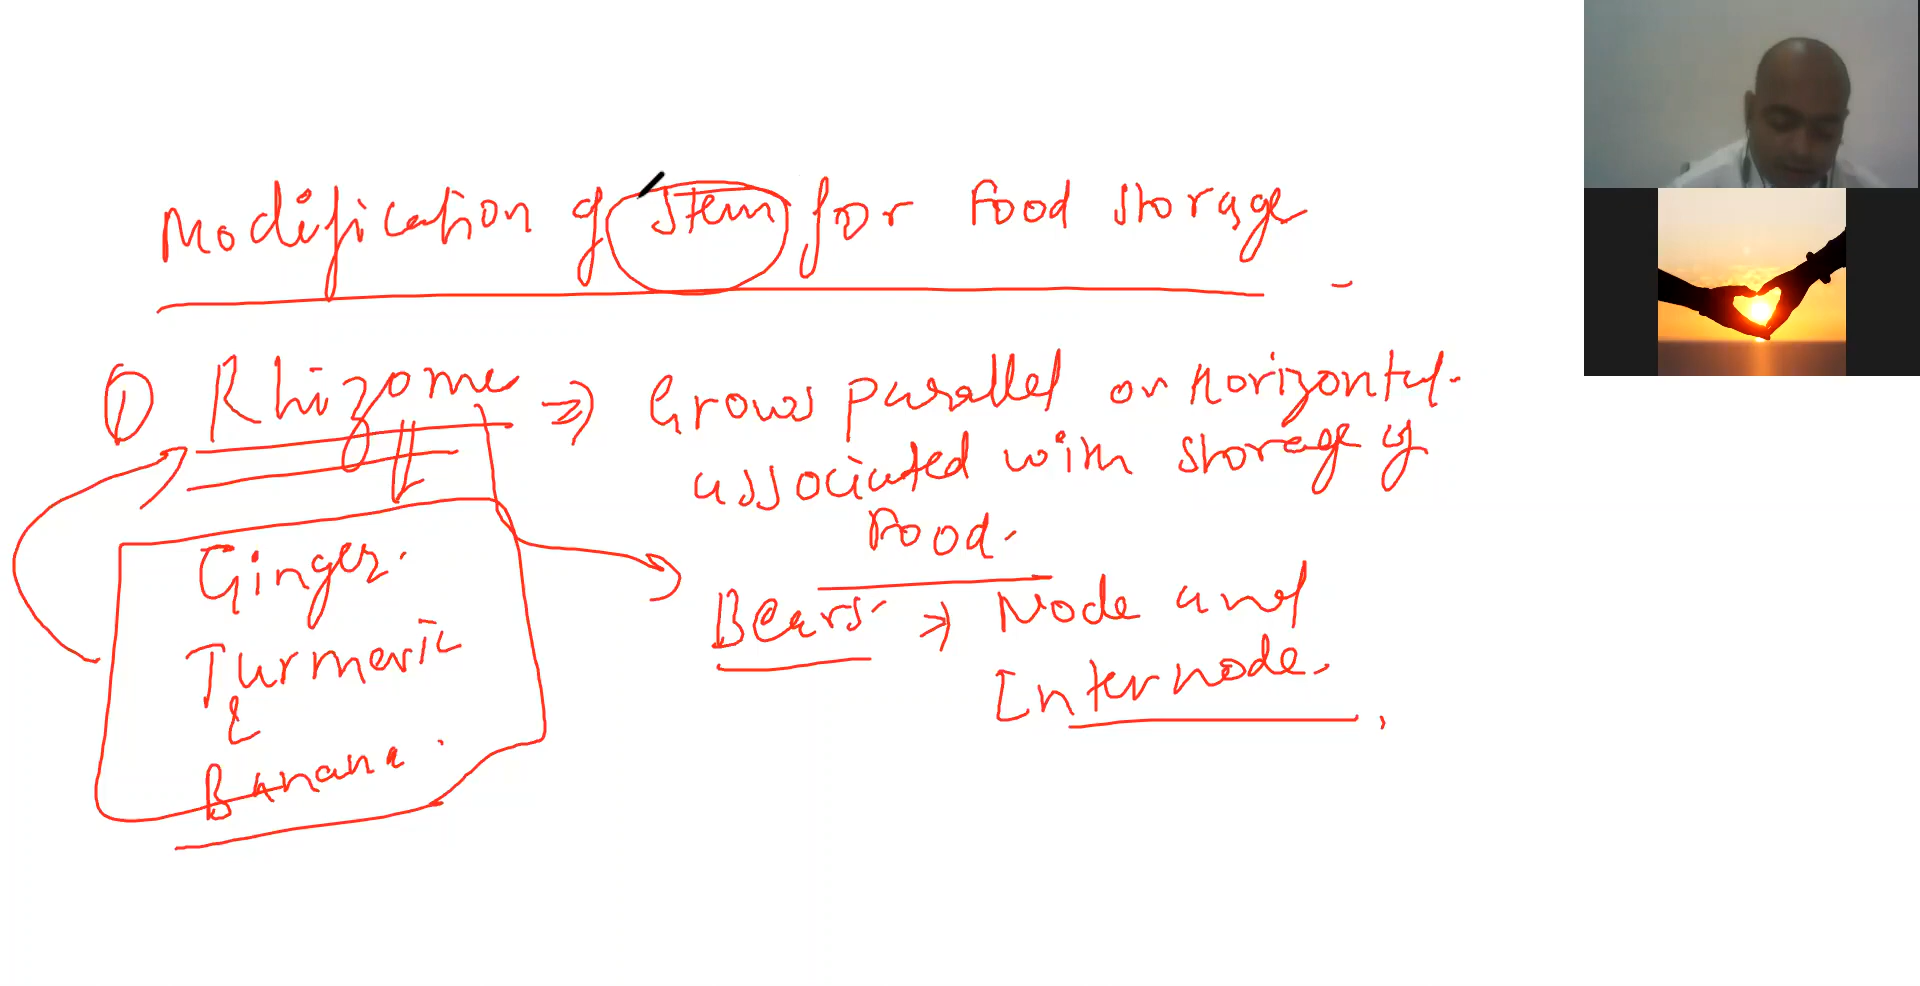 Modification of Stem for Food Storage
① Rhizome ⇒ Grows parallel or Horizontal.
associated with storage of
Food.
Bears → Node and
Internode.
Ginger.
Turmeric
&
Banana.